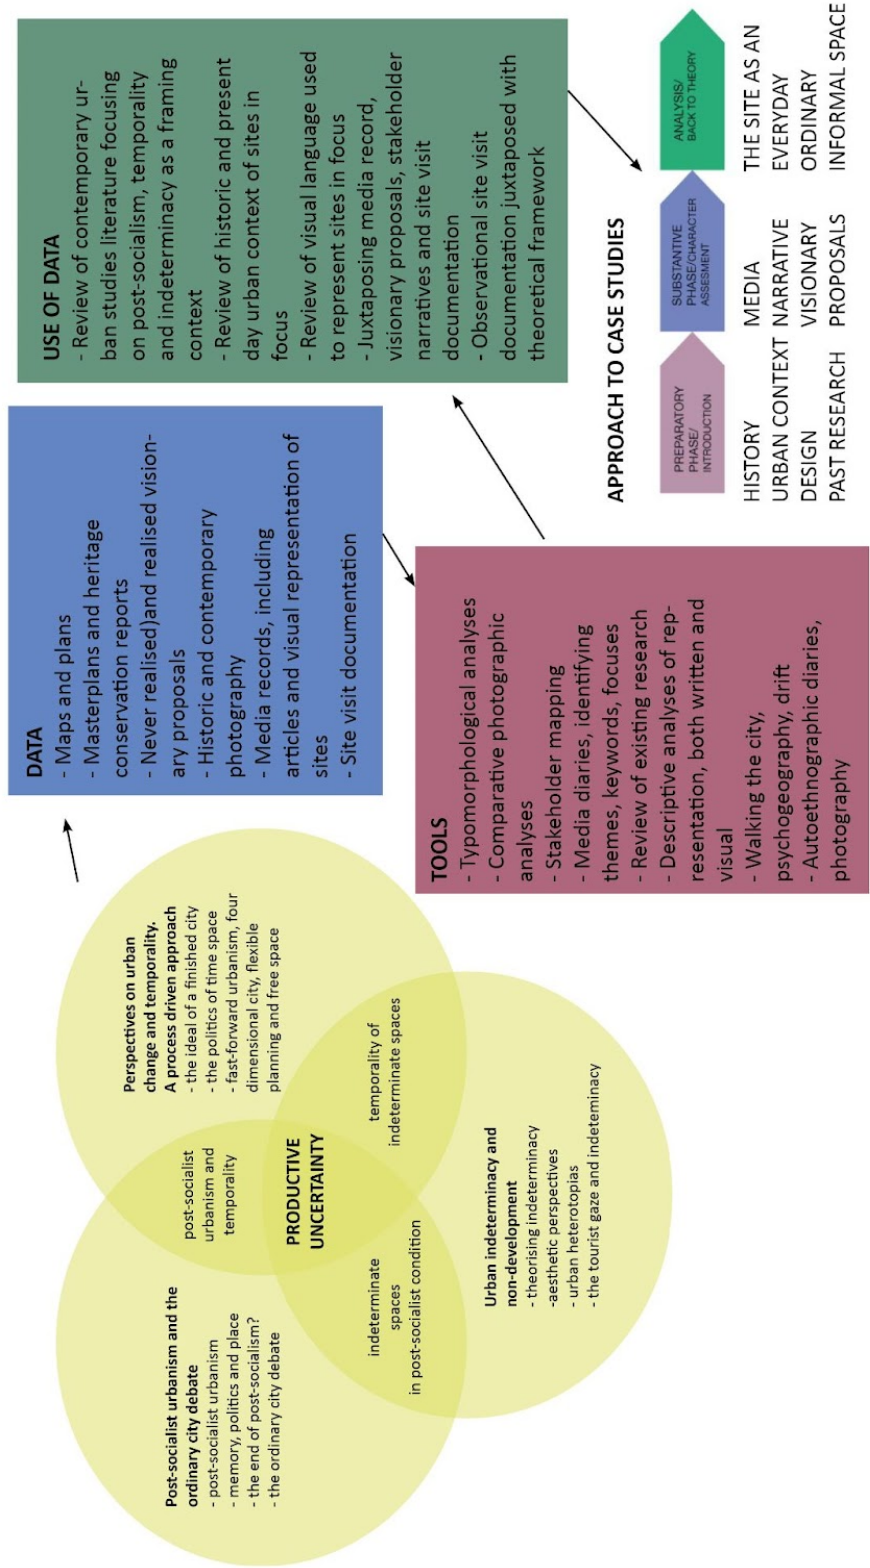 Post-socialist urbanism and the
ordinary city debate
- post-socialist urbanism
- memory, politics and place
- the end of post-socialism?
- the ordinary city debate
post-socialist
urbanism and
temporality
Perspectives on urban
change and temporality.
A process driven approach
- the ideal of a finished city
- the politics of time space
- fast-forward urbanism, four
dimensional city, flexible
planning and free space
PRODUCTIVE
UNCERTAINTY
indeterminate
spaces
in post-socialist condition
temporality of
indeterminate spaces
Urban indeterminacy and
non-development
- theorising indeterminacy
-aesthetic perspectives
- urban heterotopias
- the tourist gaze and indeteminacy
DATA
- Maps and plans
- Masterplans and heritage
conservation reports
- Never realised)and realised vision-
ary proposals
- Historic and contemporary
photography
- Media records, including
articles and visual representation of
sites
- Site visit documentation
TOOLS
- Typomorphological analyses
- Comparative photographic
analyses
- Stakeholder mapping
- Media diaries, identifying
themes, keywords, focuses
- Review of existing research
- Descriptive analyses of rep-
resentation, both written and
visual
- Walking the city,
psychogeography, drift
- Autoethnographic diaries,
photography
USE OF DATA
- Review of contemporary ur-
ban studies literature focusing
on post-socialism, temporality
and indeterminacy as a framing
context
- Review of historic and present
day urban context of sites in
focus
- Review of visual language used
to represent sites in focus
- Juxtaposing media record,
visionary proposals, stakeholder
narratives and site visit
documentation
- Observational site visit
documentation juxtaposed with
theoretical framework
APPROACH TO CASE STUDIES
PREPARATORY
PHASE/
INTRODUCTION
SUBSTANTIVE
PHASE/CHARACTER
ASSESMENT
ANALYSIS/
BACK TO THEORY
HISTORY
URBAN CONTEXT
DESIGN
PAST RESEARCH
MEDIA
NARRATIVE
VISIONARY
PROPOSALS
THE SITE AS AN
EVERYDAY
ORDINARY
INFORMAL SPACE